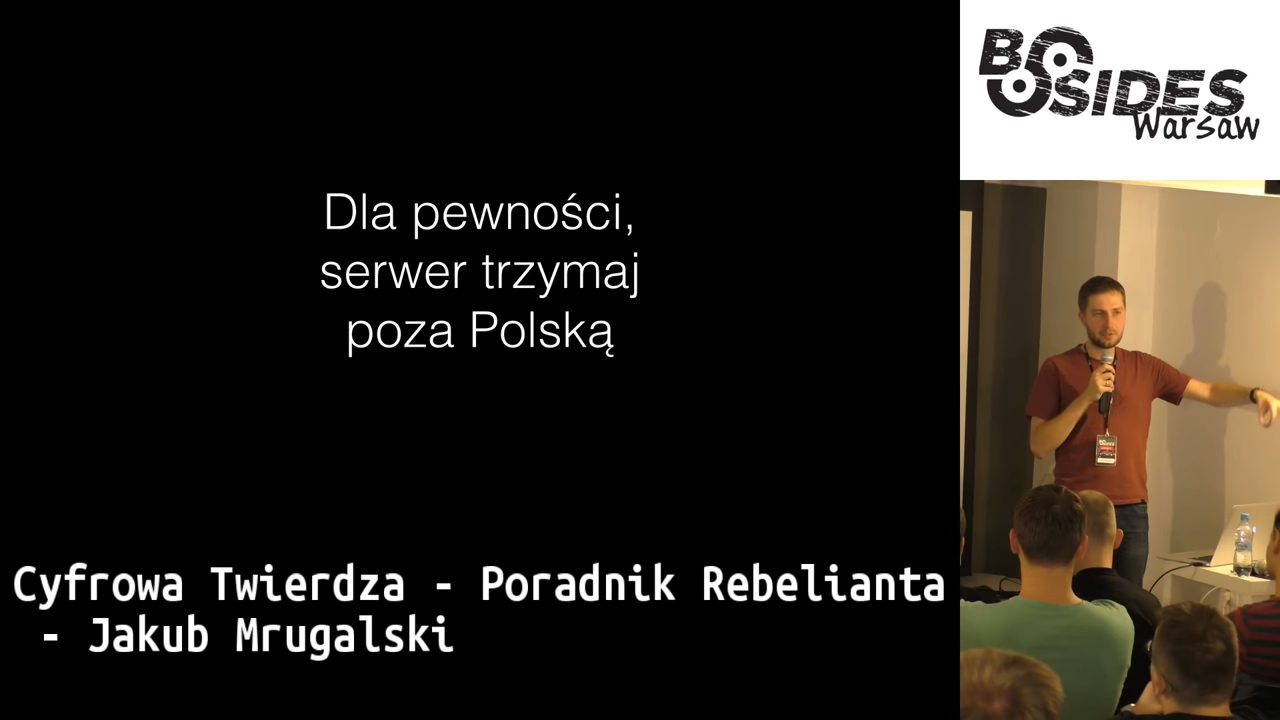 Dla pewności,
serwer trzymaj
poza Polską
Cyfrowa Twierdza - Poradnik Rebelianta
- Jakub Mrugalski
BSIDES
Warsaw